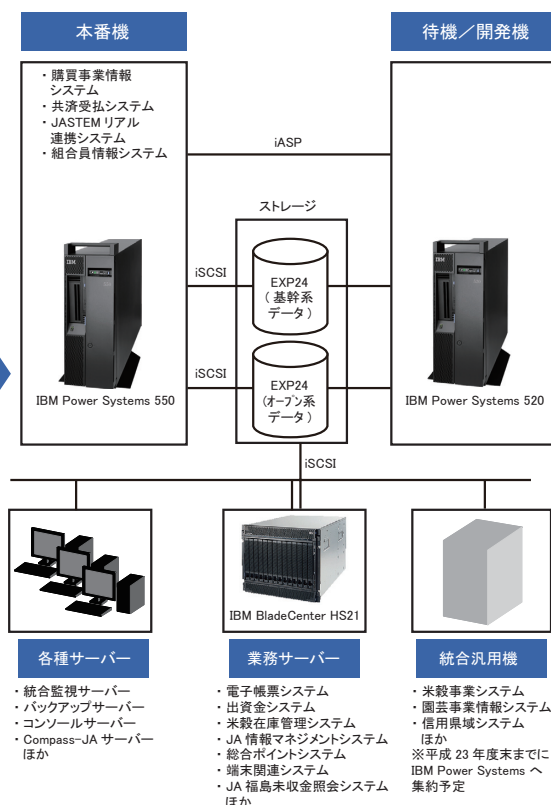 本番機
待機／開発機
・購買事業情報
システム
・共済受払システム
・JASTEM リアル
連携システム
・組合員情報システム
iASP
ストレージ
iSCSI
EXP24
( 基幹系
データ )
iSCSI
EXP24
(オープン系
データ )
IBM
IBM
IBM Power Systems 550
IBM Power Systems 520
iSCSI
IBM BladeCenter HS21
各種サーバー
・統合監視サーバー
・バックアップサーバー
・コンソールサーバー
・Compass-JA サーバー
ほか
業務サーバー
・電子帳票システム
・出資金システム
・米穀在庫管理システム
・JA 情報マネジメントシステム
・総合ポイントシステム
・端末関連システム
・JA 福島未収金照会システム
ほか
統合汎用機
・米穀事業システム
・園芸事業情報システム
・信用県域システム
ほか
※平成 23 年度末までに
IBM Power Systems へ
集約予定